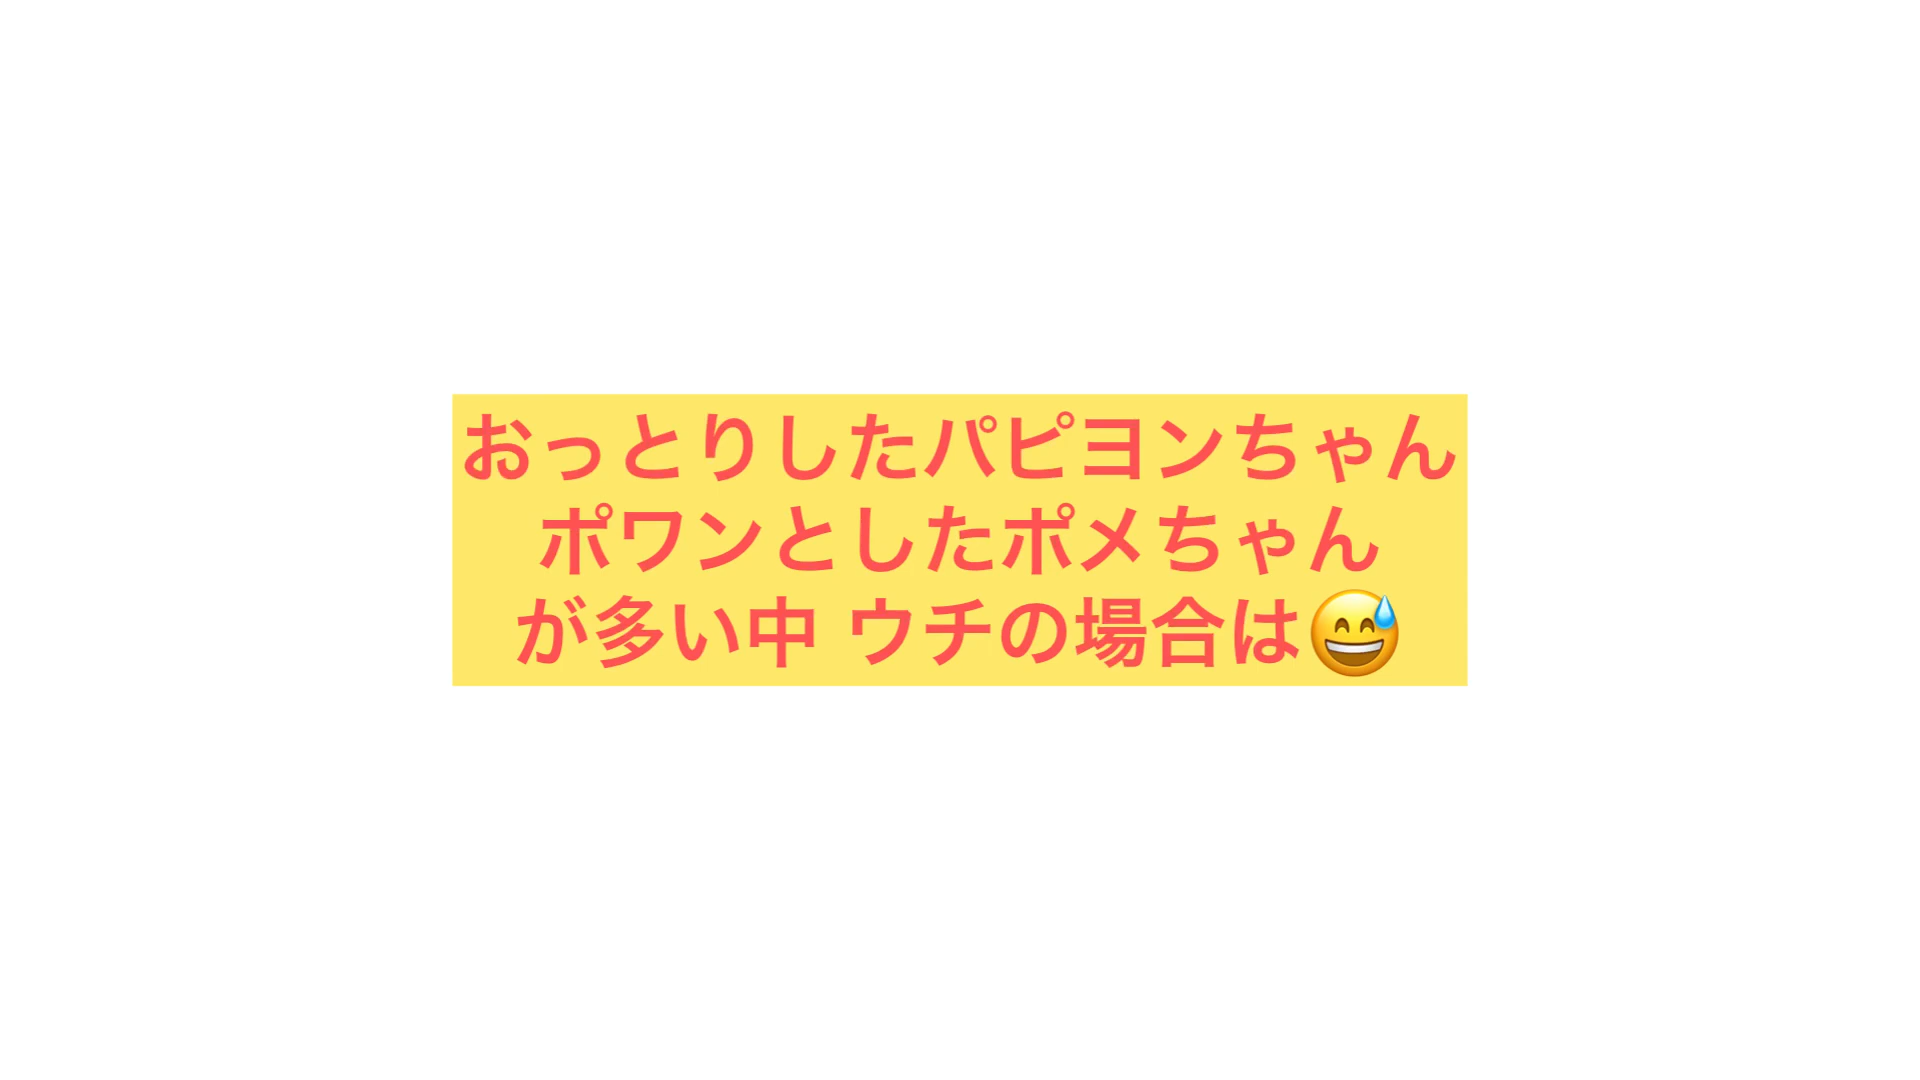 おっとりしたパピヨンちゃん
ポワンとしたポメちゃん
が多い中 ウチの場合は😅